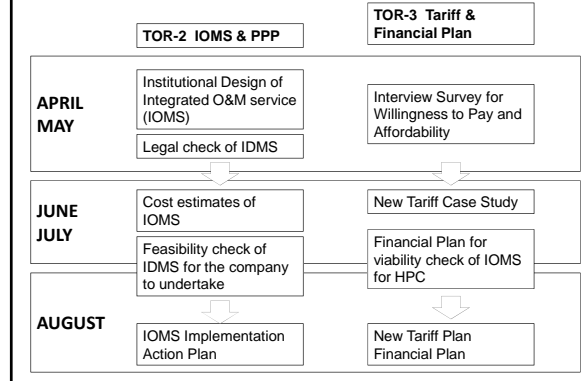 TOR-2 IOMS & PPP
TOR-3 Tariff &
Financial Plan
APRIL
MAY
Institutional Design of
Integrated O&M service
(IOMS)
Legal check of IDMS
Interview Survey for
Willingness to Pay and
Affordability
JUNE
JULY
Cost estimates of
IOMS
Feasibility check of
IDMS for the company
to undertake
New Tariff Case Study
Financial Plan for
viability check of IOMS
for HPC
AUGUST
IOMS Implementation
Action Plan
New Tariff Plan
Financial Plan